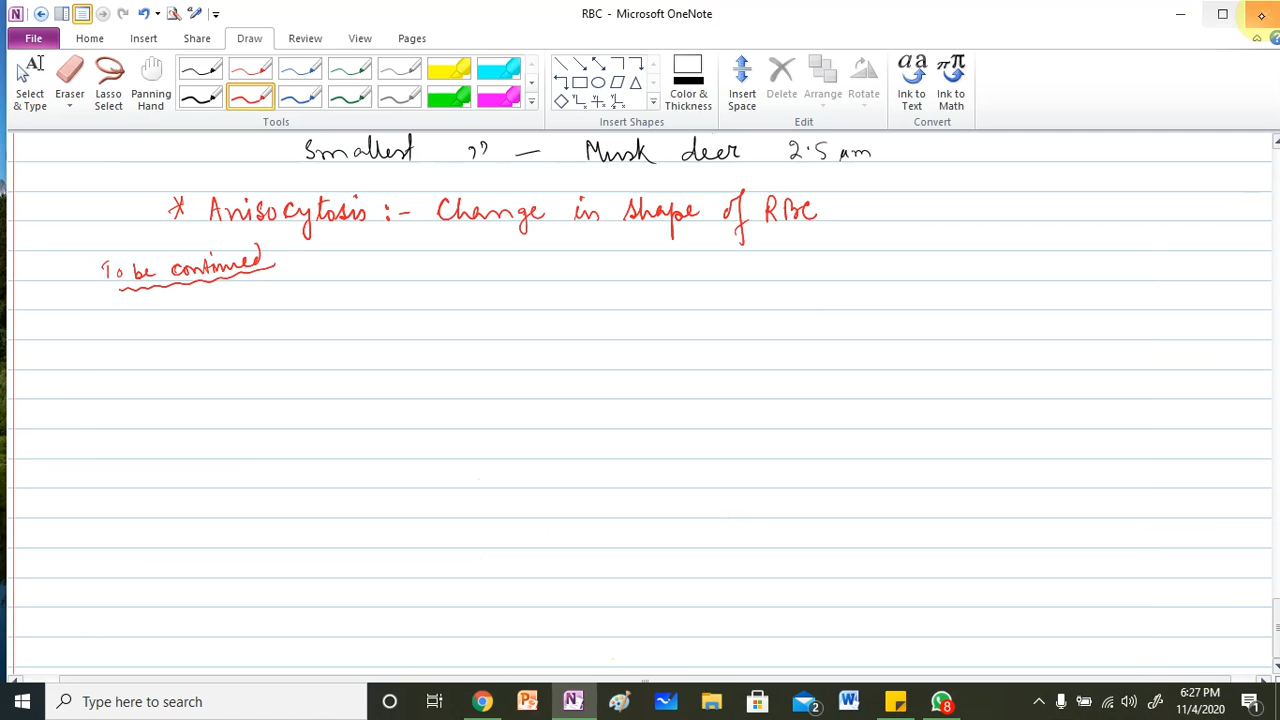 RBC - Microsoft OneNote
File Home Insert Share Draw Review View Pages
Select & Type
Eraser
Lasso Select
Panning Hand
Color & Thickness
Insert Space
Delete
Arrange
Rotate
Ink to Text
Ink to Math
Tools
Insert Shapes
Edit
Convert
Smallest " — Musk deer 2.5 µm
* Anisocytosis :- Change in shape of RBC
To be continued
Type here to search
2
8
6:27 PM
11/4/2020
1